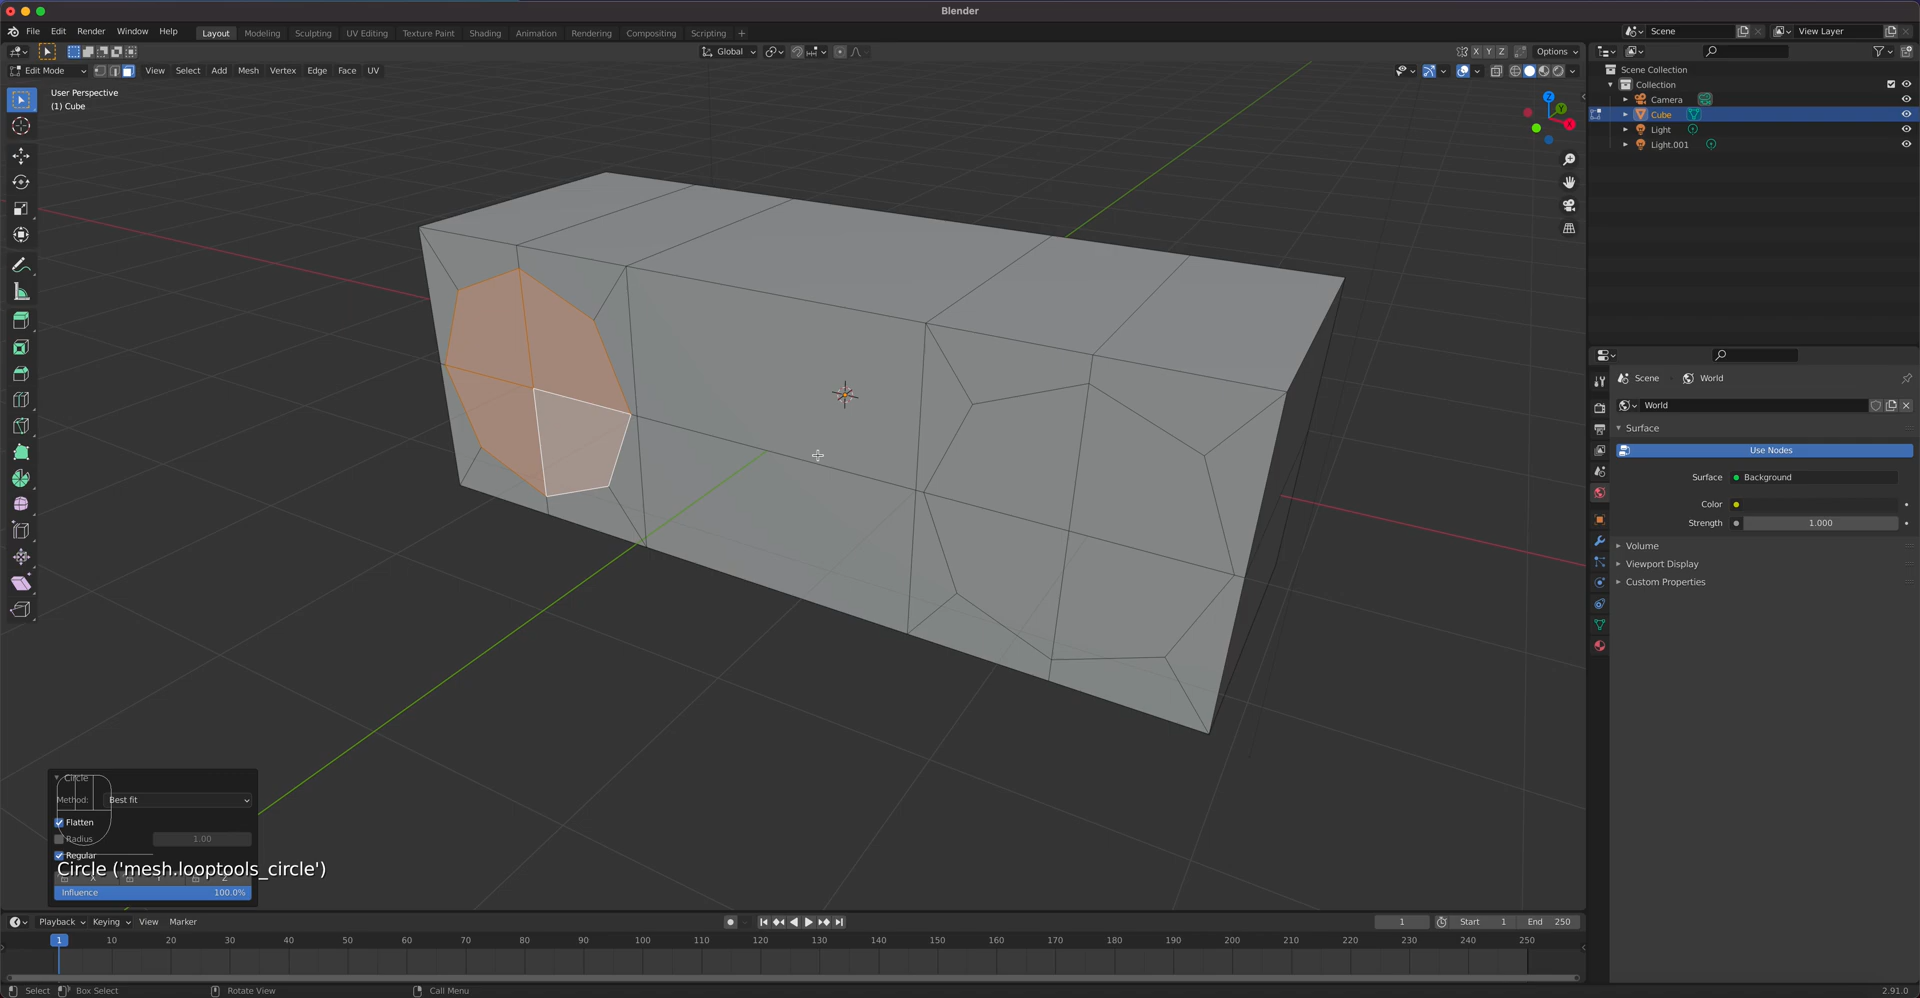 Blender
File Edit Render Window Help
Layout Modeling Sculpting UV Editing Texture Paint Shading Animation Rendering Compositing Scripting +
Scene
View Layer
Global
X Y Z
Options
Edit Mode
View Select Add Mesh Vertex Edge Face UV
User Perspective
(1) Cube
Z
Y
X
Scene Collection
Collection
Camera
Cube
Light
Light.001
Scene
World
World
Surface
Use Nodes
Surface
Background
Color
Strength
1.000
Volume
Viewport Display
Custom Properties
Circle
Method:
Best fit
Flatten
Radius
1.00
Regular
Circle ('mesh.looptools_circle')
X
Influence
100.0%
Playback Keying View Marker
1
Start 1
End 250
1 10 20 30 40 50 60 70 80 90 100 110 120 130 140 150 160 170 180 190 200 210 220 230 240 250
Select Box Select Rotate View Call Menu
2.91.0